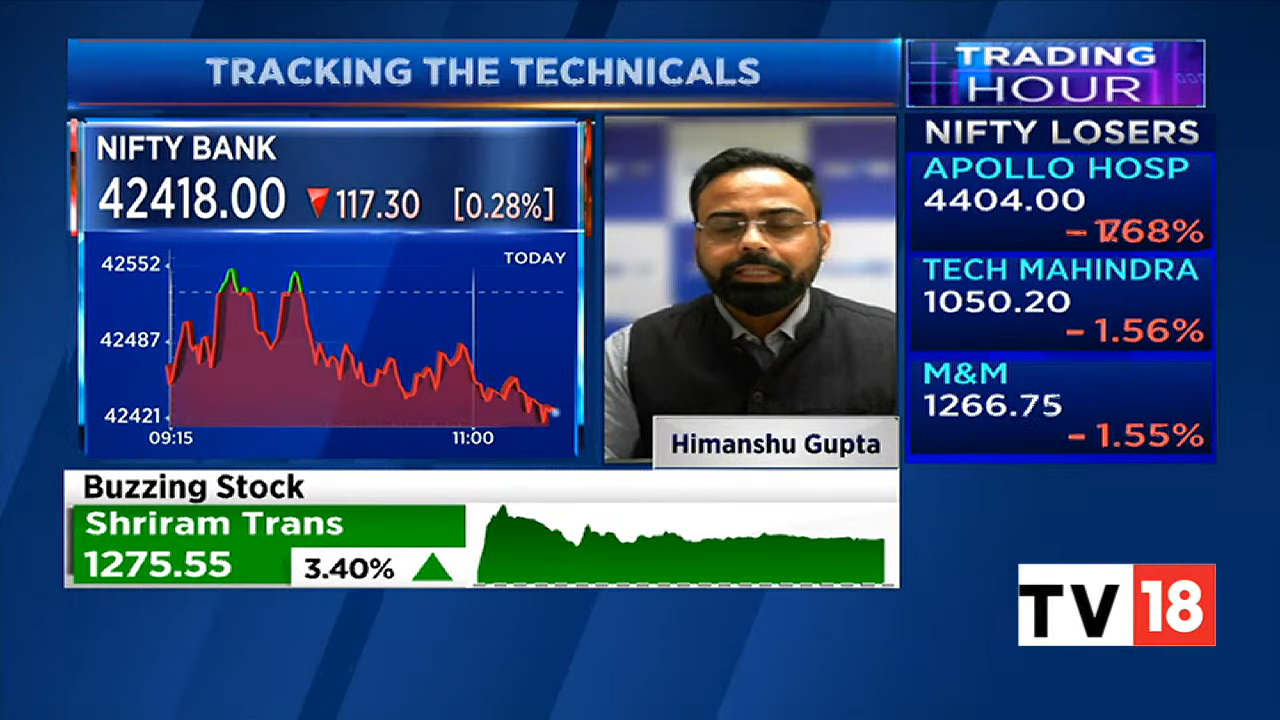 TRACKING THE TECHNICALS
TRADING
HOUR
NIFTY BANK
42418.00 ▼117.30 [0.28%]
TODAY
42552
42487
42421
09:15 11:00
Himanshu Gupta
NIFTY LOSERS
APOLLO HOSP
4404.00
TECH MAHINDRA
1050.20
-1.56%
M&M
1266.75
-1.55%
Buzzing Stock
Shriram Trans
1275.55 3.40% ▲
TV18